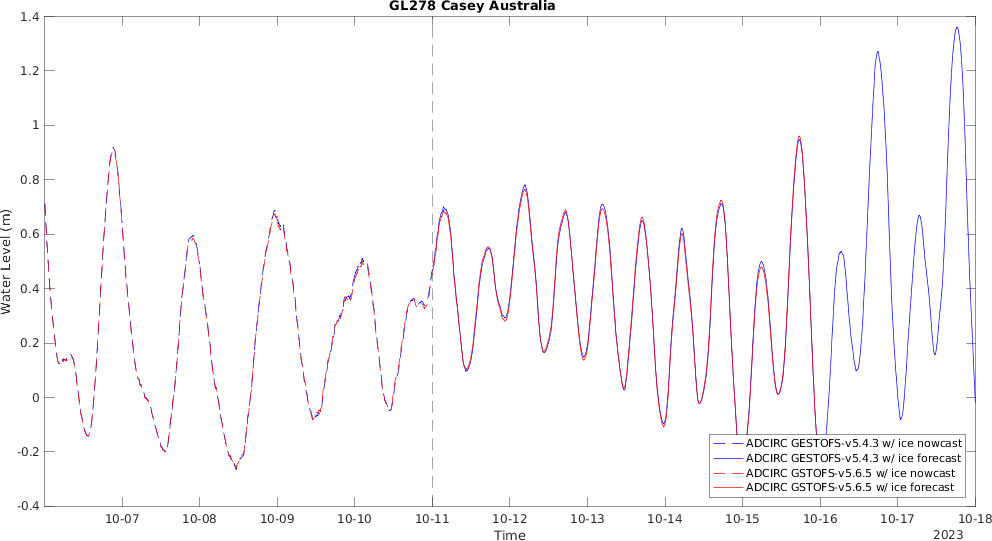 GL278 Casey Australia
Water Level (m)
1.4
1.2
1
0.8
0.6
0.4
0.2
0
-0.2
-0.4
ADCIRC GESTOFS-v5.4.3 w/ ice nowcast
ADCIRC GESTOFS-v5.4.3 w/ ice forecast
ADCIRC GSTOFS-v5.6.5 w/ ice nowcast
ADCIRC GSTOFS-v5.6.5 w/ ice forecast
10-07 10-08 10-09 10-10 10-11 10-12 10-13 10-14 10-15 10-16 10-17 10-18
Time
2023